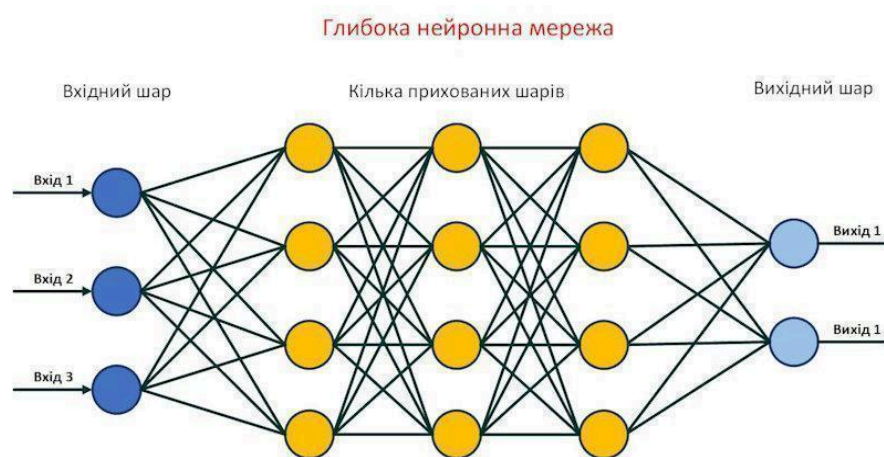 Глибока нейронна мережа
Вхідний шар
Кілька прихованих шарів
Вихідний шар
Вхід 1
Вхід 2
Вхід 3
Вихід 1
Вихід 1